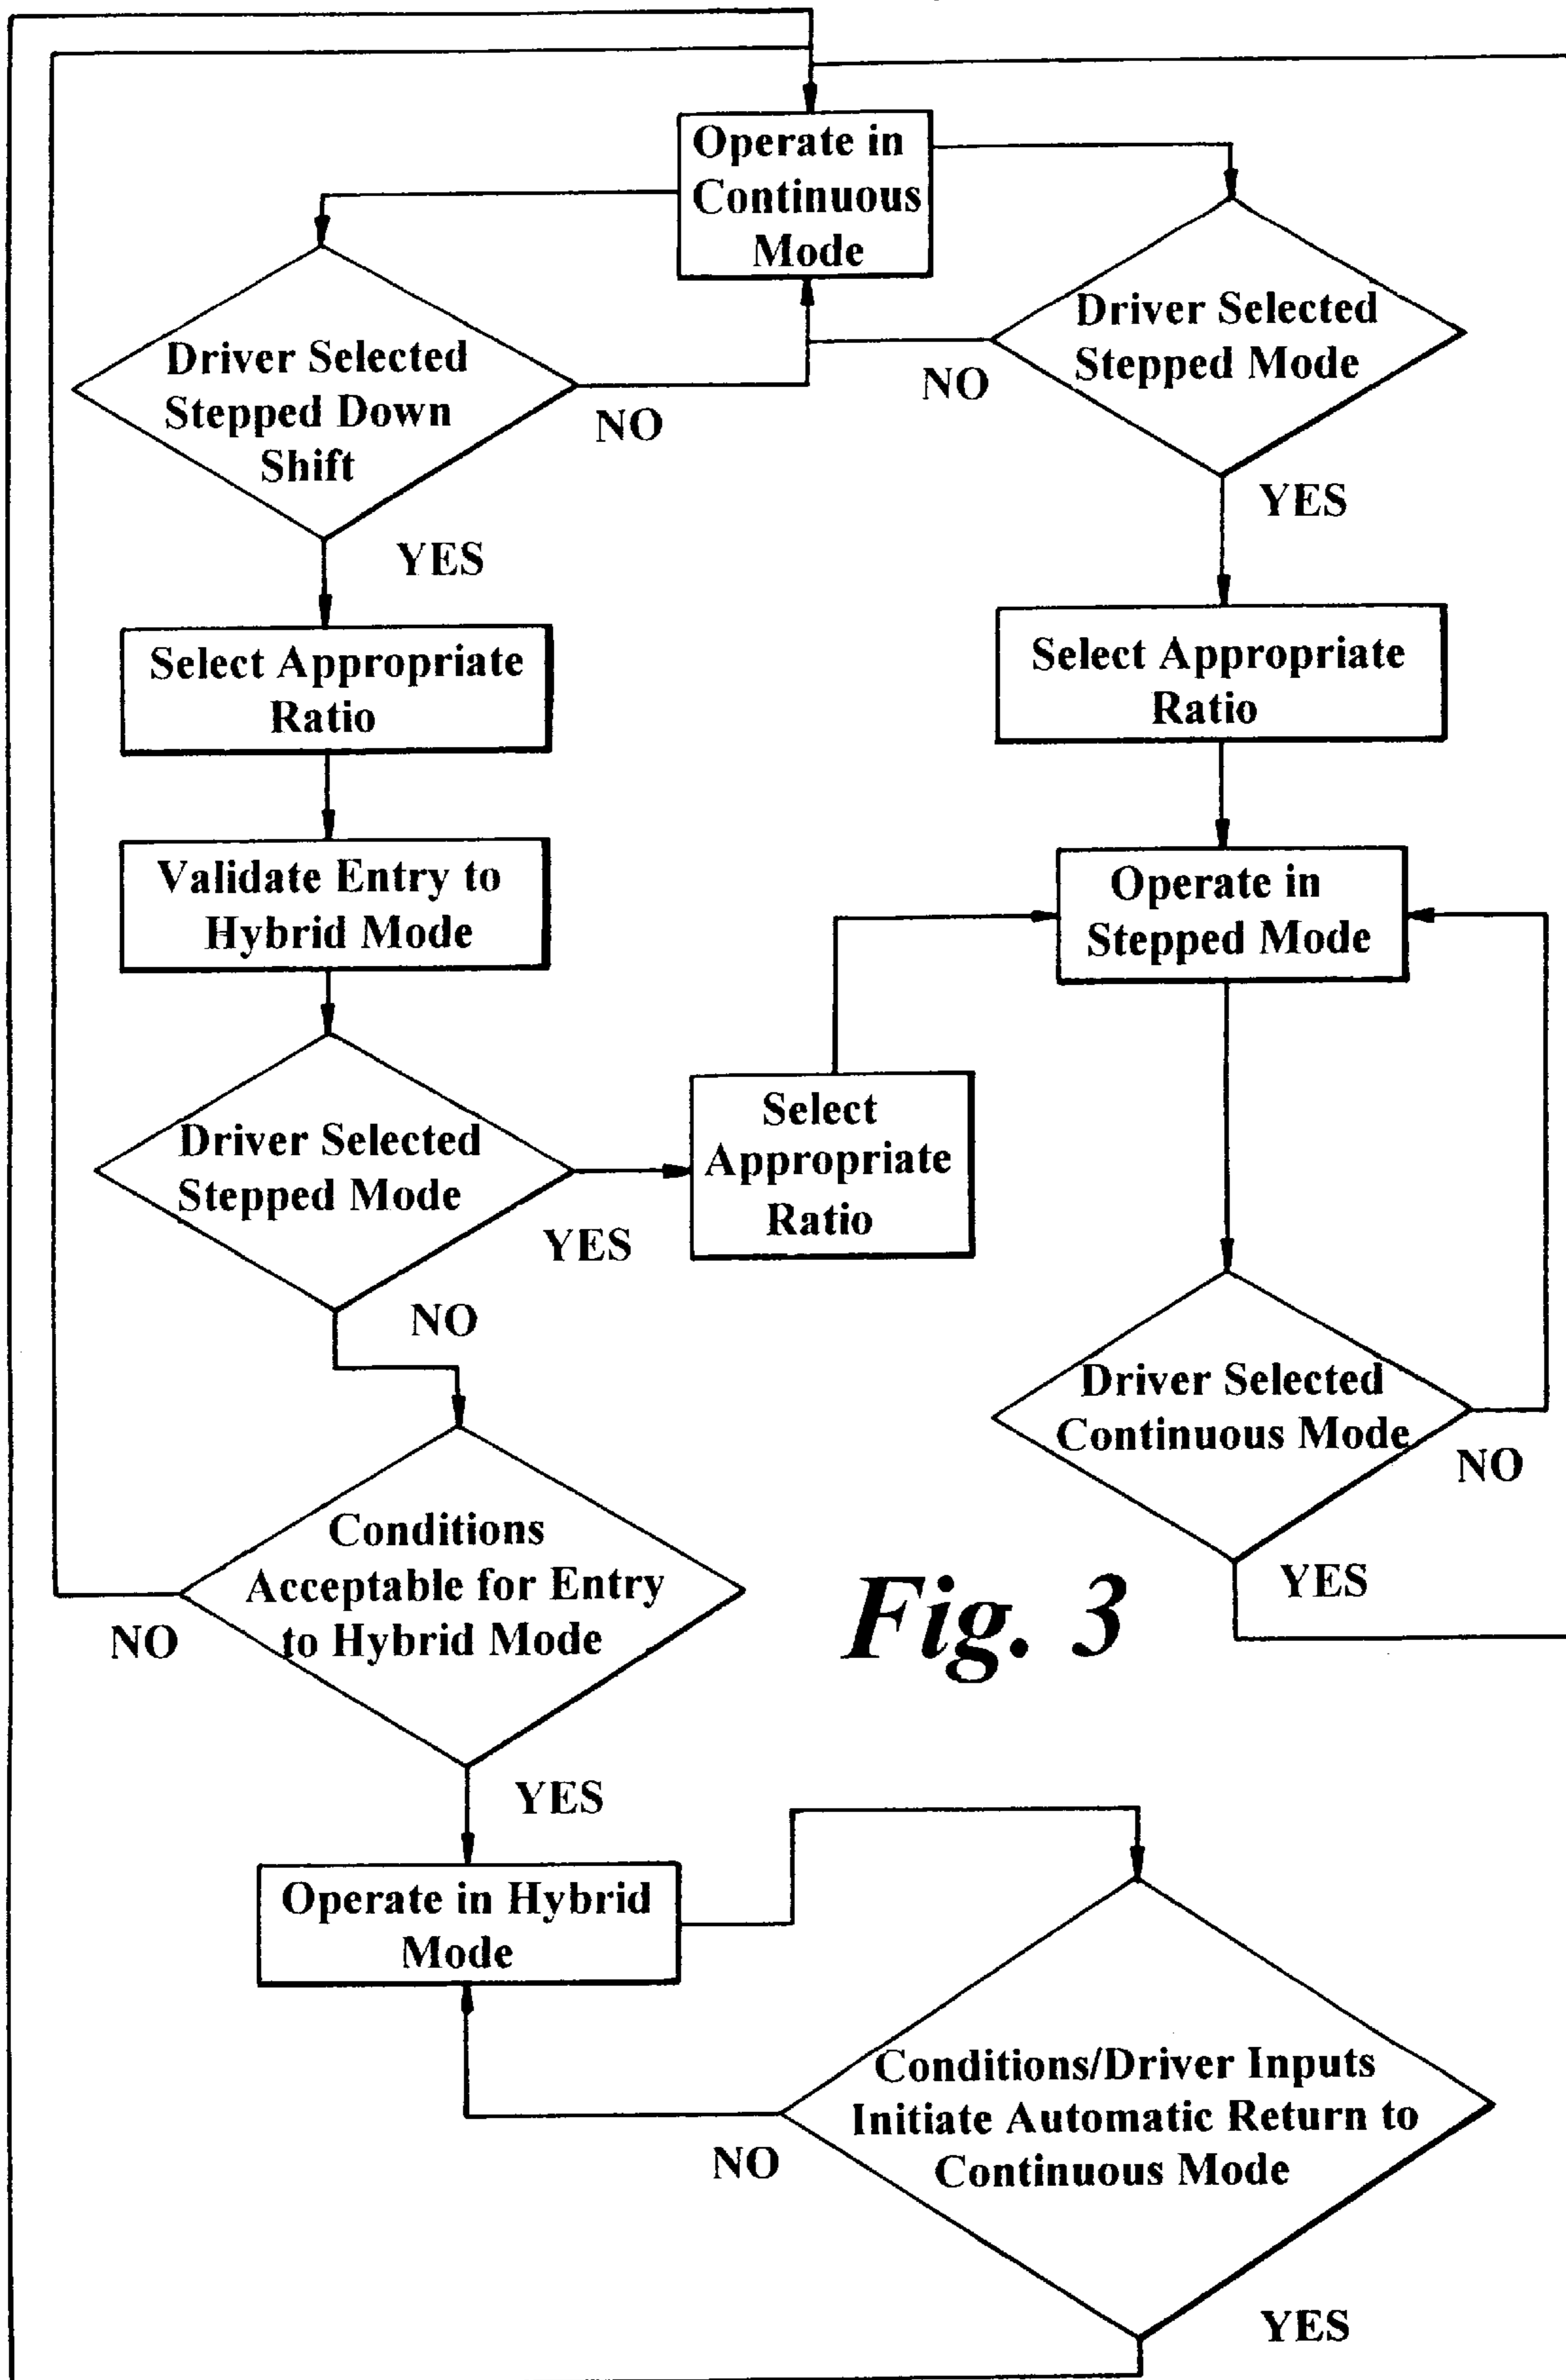 Operate in
Continuous
Mode
Driver Selected
Stepped Down
Shift
NO
YES
Driver Selected
Stepped Mode
NO
YES
Select Appropriate
Ratio
Select Appropriate
Ratio
Validate Entry to
Hybrid Mode
Operate in
Stepped Mode
Driver Selected
Stepped Mode
YES
NO
Select
Appropriate
Ratio
Driver Selected
Continuous Mode
NO
YES
Conditions
Acceptable for Entry
to Hybrid Mode
NO
YES
Fig. 3
Operate in Hybrid
Mode
Conditions/Driver Inputs
Initiate Automatic Return to
Continuous Mode
NO
YES